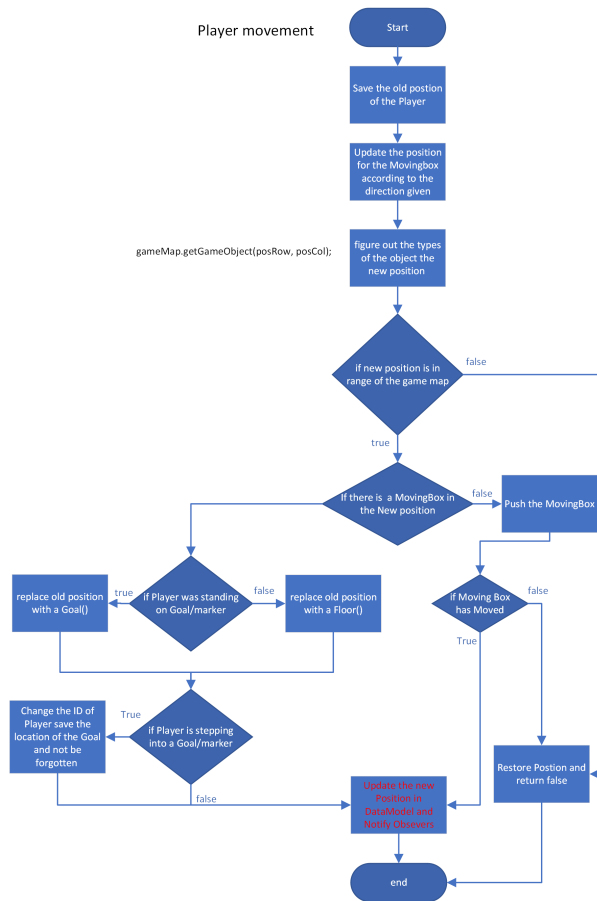 Player movement
Start
Save the old postion
of the Player
Update the position
for the Movingbox
according to the
direction given
gameMap.getGameObject(posRow, posCol);
figure out the types
of the object the
new position
if new position is in
range of the game map
false
true
If there is  a MovingBox in
the New position
false
Push the MovingBox
replace old position
with a Goal()
true
if Player was standing
on Goal/marker
false
replace old position
with a Floor()
if Moving Box
has Moved
false
True
Change the ID of
Player save the
location of the Goal
and not be
forgotten
True
if Player is stepping
into a Goal/marker
false
Update the new
Position in
DataModel and
Notify Obsevers
Restore Postion and
return false
end